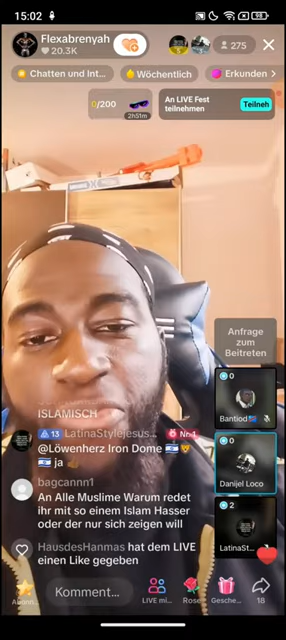 15:02
98
Flexabrenyah
20.3K
275
Chatten und Int...
Wöchentlich
Erkunden
0/200
2h51m
An LIVE Fest
teilnehmen
Teilneh
Anfrage
zum
Beitreten
0
Bantiod
0
Danijel Loco
2
LatinaSt...
ISLAMISCH
13 LatinaStylejesus... Nr. 1
@Löwenherz Iron Dome 🇮🇱🦁
🇮🇱 ja 👍
bagcannn1
An Alle Muslime Warum redet
ihr mit so einem Islam Hasser
oder der nur sich zeigen will
HausdesHanmas hat dem LIVE
einen Like gegeben
Kommentar...
LIVE mi...
Rose
Gesche...
18